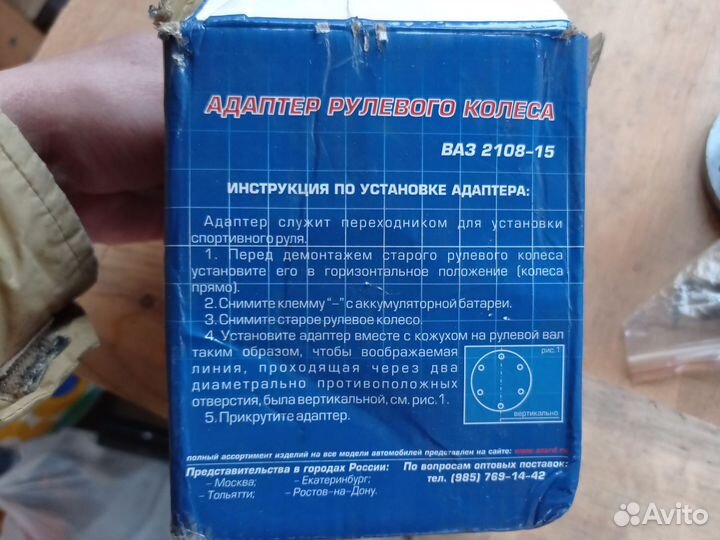 АДАПТЕР РУЛЕВОГО КОЛЕСА
ВАЗ 2108-15
ИНСТРУКЦИЯ ПО УСТАНОВКЕ АДАПТЕРА:
Адаптер служит переходником для установки
спортивного руля.
1. Перед демонтажем старого рулевого колеса
установите его в горизонтальное положение (колеса
прямо).
2. Снимите клемму “–” с аккумуляторной батареи.
3. Снимите старое рулевое колесо.
4. Установите адаптер вместе с кожухом на рулевой вал
таким образом, чтобы воображаемая
линия, проходящая через два
диаметрально противоположных
отверстия, была вертикальной, см. рис.1.
5. Прикрутите адаптер.
рис.1
вертикально
полный ассортимент изделий на все модели автомобилей представлен на сайте:
Представительства в городах России:
– Москва;
– Екатеринбург;
– Тольятти;
– Ростов-на-Дону.
По вопросам оптовых поставок:
тел. (985) 769-14-42
Avito